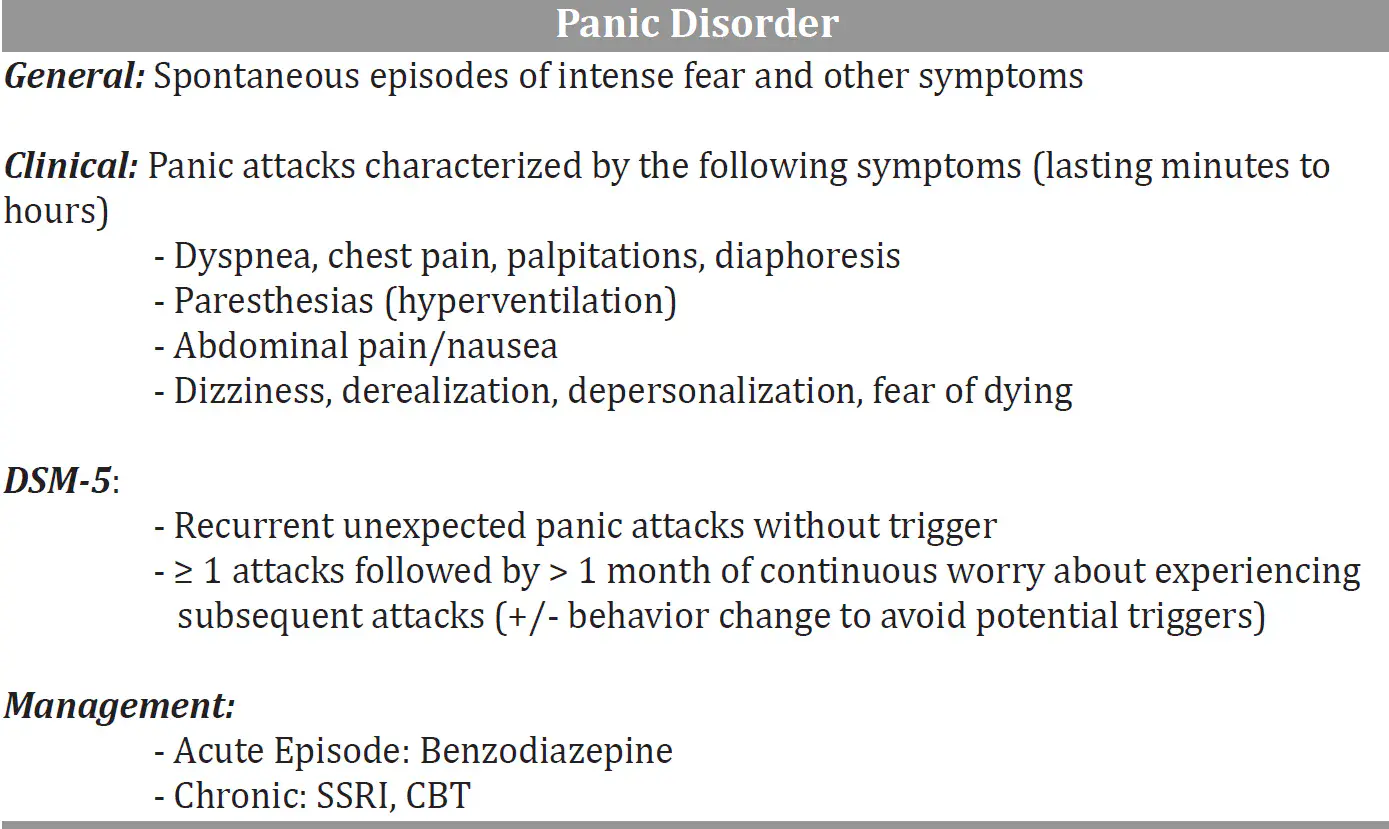 Panic Disorder
General: Spontaneous episodes of intense fear and other symptoms
Clinical: Panic attacks characterized by the following symptoms (lasting minutes to
hours)
- Dyspnea, chest pain, palpitations, diaphoresis
- Paresthesias (hyperventilation)
- Abdominal pain/nausea
- Dizziness, derealization, depersonalization, fear of dying
DSM-5:
- Recurrent unexpected panic attacks without trigger
- ≥ 1 attacks followed by > 1 month of continuous worry about experiencing
subsequent attacks (+/- behavior change to avoid potential triggers)
Management:
- Acute Episode: Benzodiazepine
- Chronic: SSRI, CBT